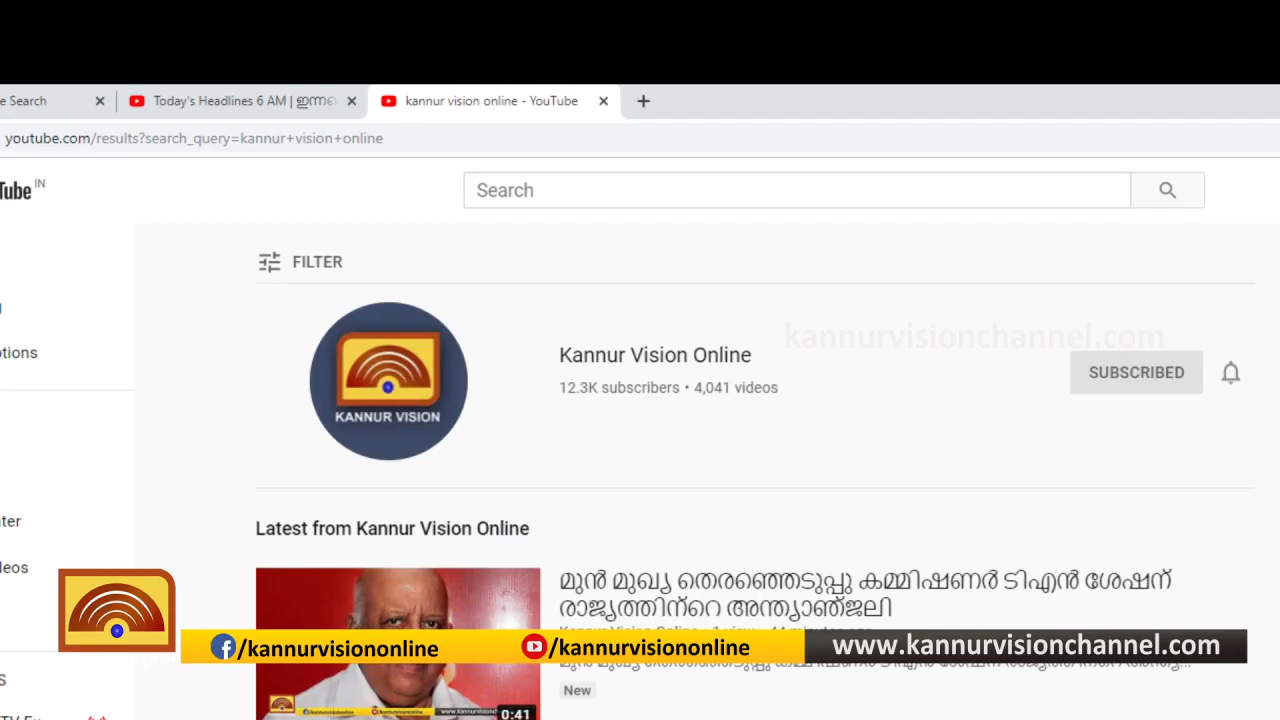 e Search
Today's Headlines 6 AM | ഇന്നത
kannur vision online - YouTube
youtube.com/results?search_query=kannur+vision+online
Tube IN
Search
FILTER
kannurvisionchannel.com
KANNUR VISION
Kannur Vision Online
12.3K subscribers • 4,041 videos
SUBSCRIBED
ptions
Latest from Kannur Vision Online
ater
leos
മുൻ മുഖ്യ തെരഞ്ഞെടുപ്പു കമ്മിഷണർ ടിഎൻ ശേഷന്
രാജ്യത്തിന്റെ അന്ത്യാഞ്ജലി
/kannurvisiononline
/kannurvisiononline
www.kannurvisionchannel.com
New
S
0:41